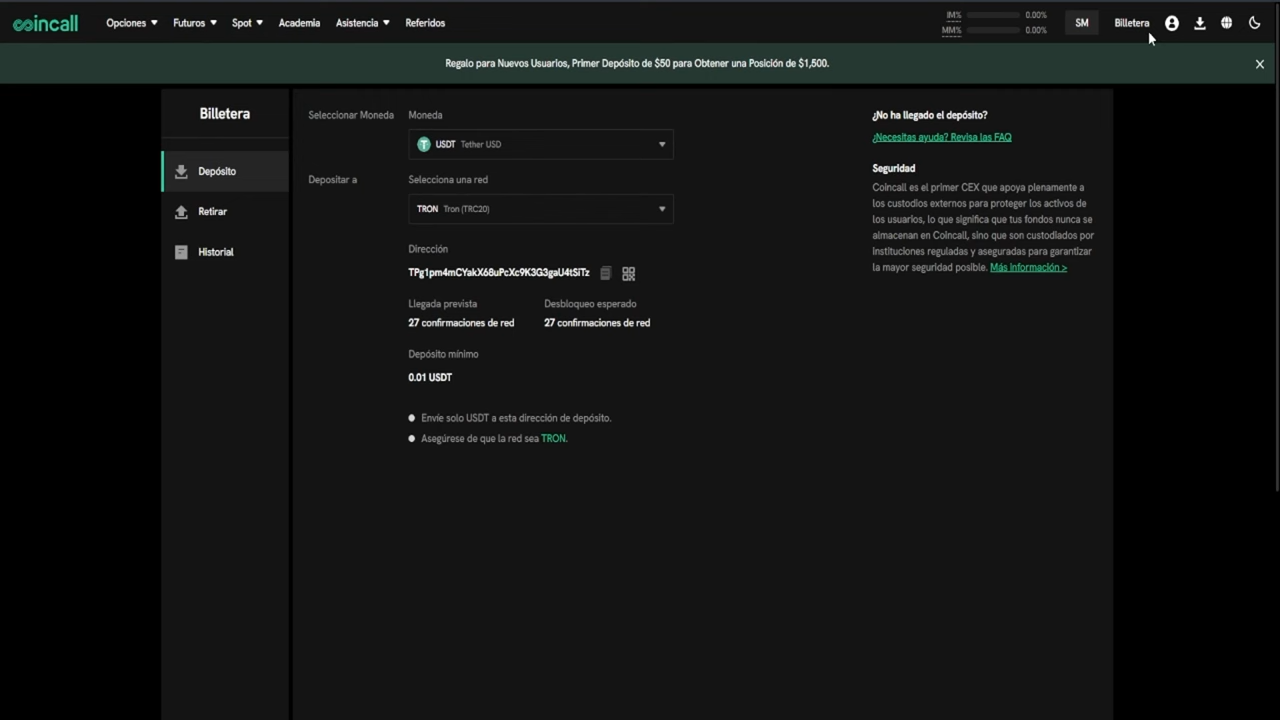 coincall
Opciones Futuros Spot Academia Asistencia Referidos
IM% 0.00%
MM% 0.00%
SM Billetera
Regalo para Nuevos Usuarios, Primer Depósito de $50 para Obtener una Posición de $1,500.
Billetera
Depósito
Retirar
Historial
Seleccionar Moneda
Moneda
USDT Tether USD
Depositar a
Selecciona una red
TRON Tron (TRC20)
Dirección
TPg1pm4mCYakX68uPcXc9K3G3gaU4tSiTz
Llegada prevista Desbloqueo esperado
27 confirmaciones de red 27 confirmaciones de red
Depósito mínimo
0.01 USDT
Envíe solo USDT a esta dirección de depósito.
Asegúrese de que la red sea TRON.
¿No ha llegado el depósito?
¿Necesitas ayuda? Revisa las FAQ
Seguridad
Coincall es el primer CEX que apoya plenamente a
los custodios externos para proteger los activos de
los usuarios, lo que significa que tus fondos nunca se
almacenan en Coincall, sino que son custodiados por
instituciones reguladas y aseguradas para garantizar
la mayor seguridad posible. Más información >